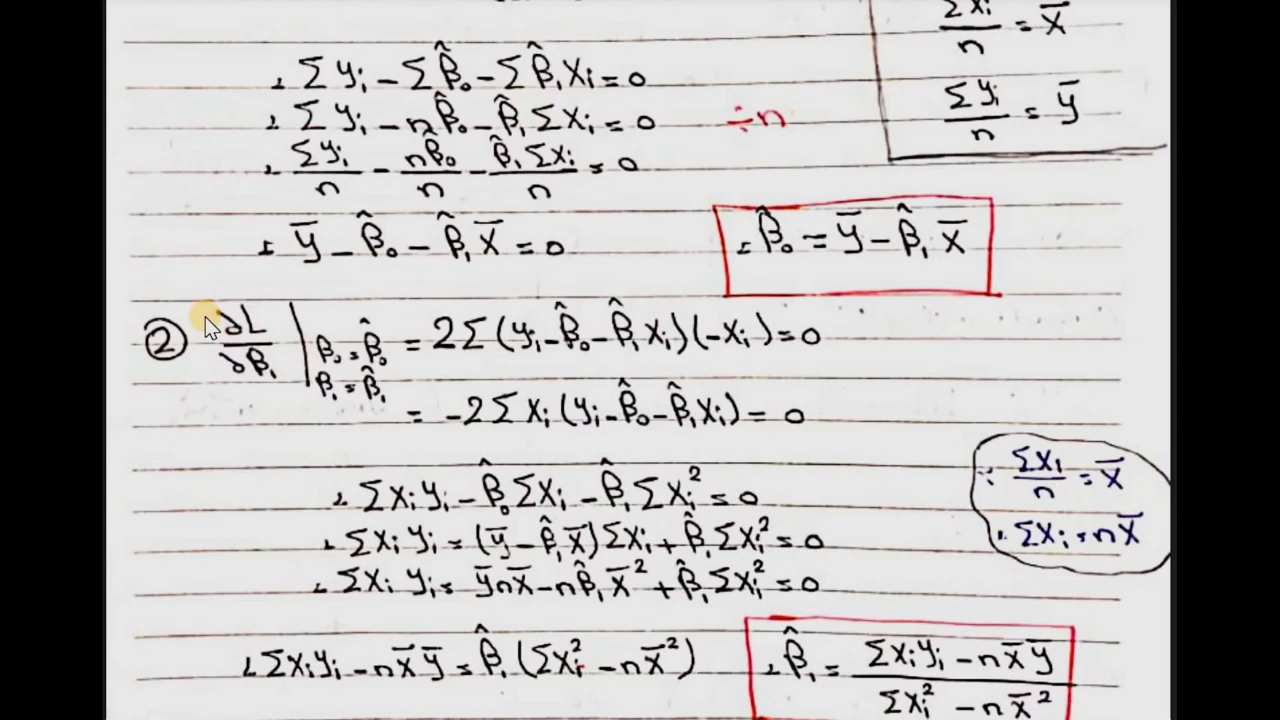 Σxi/n = x̄
Σyi/n = ȳ
∴ Σyi − Σβ̂₀ − Σβ̂₁xi = 0
∴ Σyi − nβ̂₀ − β̂₁Σxi = 0 ÷n
∴ Σyi/n − nβ̂₀/n − β̂₁Σxi/n = 0
∴ ȳ − β̂₀ − β̂₁x̄ = 0 ∴ β̂₀ = ȳ − β̂₁x̄
② ∂L/∂β₁ | β₀=β̂₀ β₁=β̂₁ = 2Σ(yi − β̂₀ − β̂₁xi)(−xi) = 0
= −2Σxi(yi − β̂₀ − β̂₁xi) = 0
∵ Σxi/n = x̄
∴ Σxi = nx̄
∴ Σxiyi − β̂₀Σxi − β̂₁Σxi² = 0
∴ Σxiyi = (ȳ − β̂₁x̄)Σxi + β̂₁Σxi² = 0
∴ Σxiyi = ȳnx̄ − nβ̂₁x̄² + β̂₁Σxi² = 0
∴ Σxiyi − nx̄ȳ = β̂₁(Σxi² − nx̄²) ∴ β̂₁ = Σxiyi − nx̄ȳ / Σxi² − nx̄²